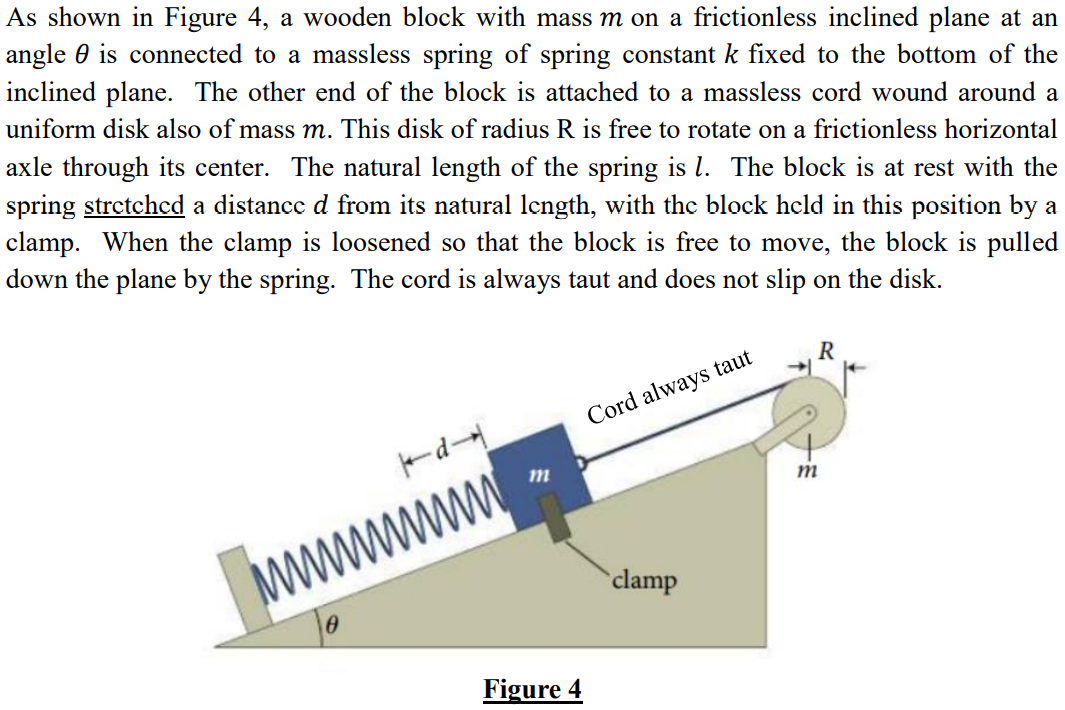 As shown in Figure 4, a wooden block with mass m on a frictionless inclined plane at an
angle θ is connected to a massless spring of spring constant k fixed to the bottom of the
inclined plane. The other end of the block is attached to a massless cord wound around a
uniform disk also of mass m. This disk of radius R is free to rotate on a frictionless horizontal
axle through its center. The natural length of the spring is l. The block is at rest with the
spring stretched a distance d from its natural length, with the block held in this position by a
clamp. When the clamp is loosened so that the block is free to move, the block is pulled
down the plane by the spring. The cord is always taut and does not slip on the disk.
R
Cord always taut
d
m
m
clamp
θ
Figure 4